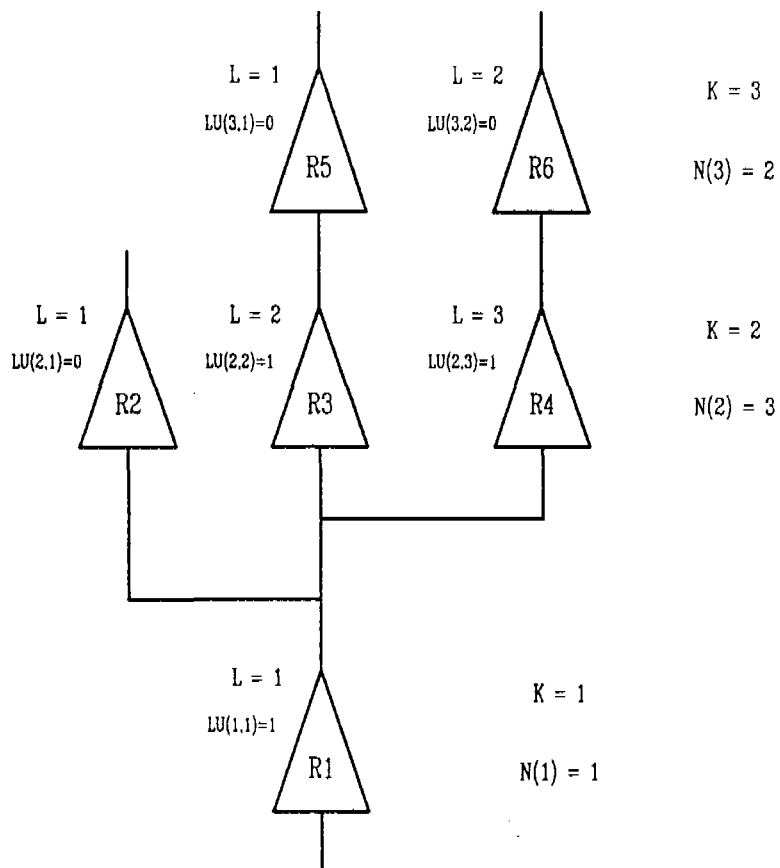 L = 1
L = 2
K = 3
LU(3,1)=0
LU(3,2)=0
R5
R6
N(3) = 2
L = 1
L = 2
L = 3
K = 2
LU(2,1)=0
LU(2,2)=1
LU(2,3)=1
R2
R3
R4
N(2) = 3
L = 1
K = 1
LU(1,1)=1
R1
N(1) = 1